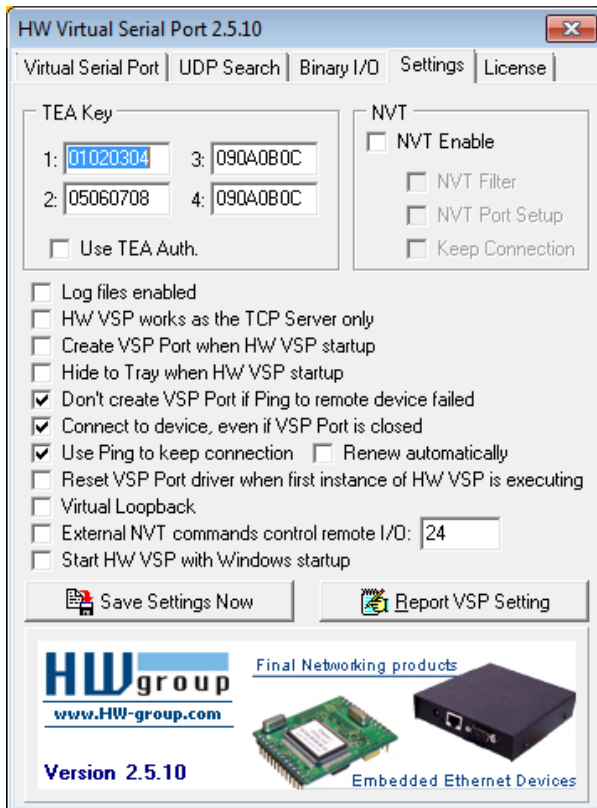 HW Virtual Serial Port 2.5.10
Virtual Serial Port UDP Search Binary I/O Settings License
TEA Key
1: 01020304 3: 090A0B0C
2: 05060708 4: 090A0B0C
Use TEA Auth.
NVT
NVT Enable
NVT Filter
NVT Port Setup
Keep Connection
Log files enabled
HW VSP works as the TCP Server only
Create VSP Port when HW VSP startup
Hide to Tray when HW VSP startup
Don't create VSP Port if Ping to remote device failed
Connect to device, even if VSP Port is closed
Use Ping to keep connection Renew automatically
Reset VSP Port driver when first instance of HW VSP is executing
Virtual Loopback
External NVT commands control remote I/O: 24
Start HW VSP with Windows startup
Save Settings Now Report VSP Setting
HW group
www.HW-group.com
Version 2.5.10
Final Networking products
Embedded Ethernet Devices